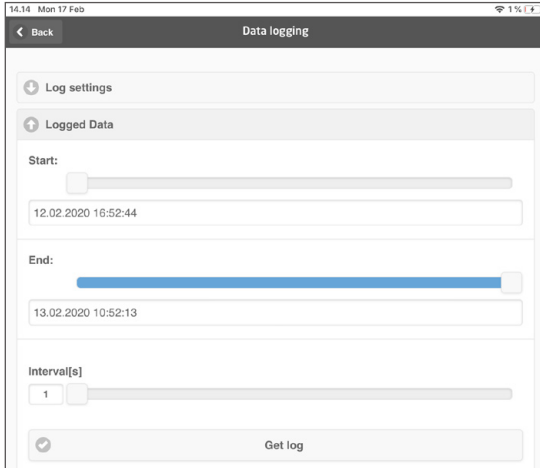 14.14 Mon 17 Feb 1%
Back Data logging
Log settings
Logged Data
Start:
12.02.2020 16:52:44
End:
13.02.2020 10:52:13
Interval[s]
1
Get log